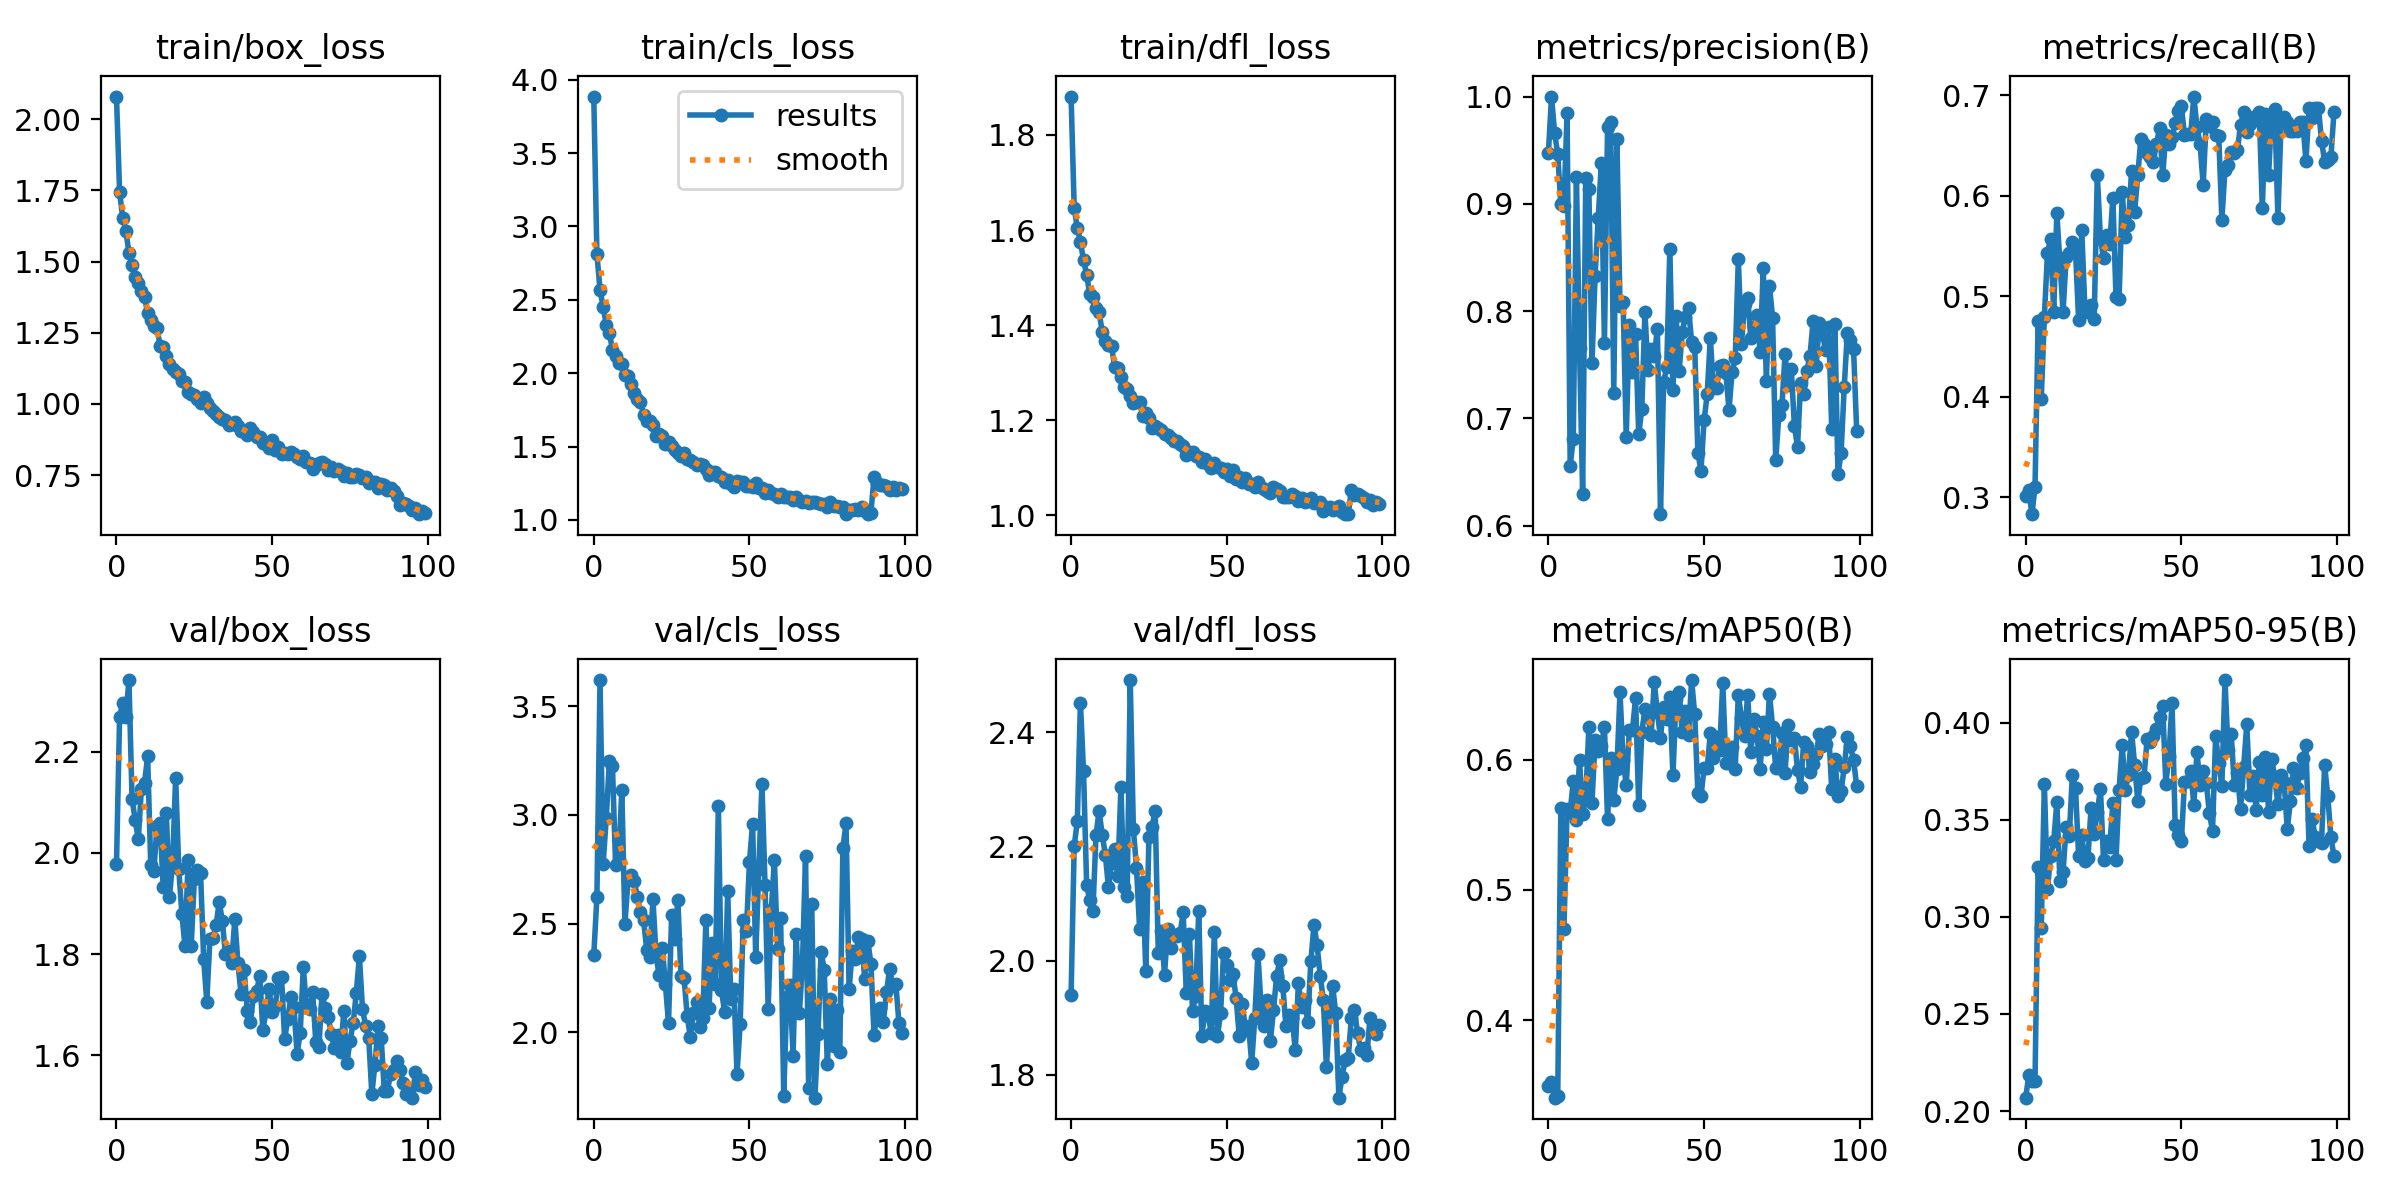 train/box_loss
2.00
1.75
1.50
1.25
1.00
0.75
0 50 100
train/cls_loss
4.0
3.5
3.0
2.5
2.0
1.5
1.0
0 50 100
results
smooth
train/dfl_loss
1.8
1.6
1.4
1.2
1.0
0 50 100
metrics/precision(B)
1.0
0.9
0.8
0.7
0.6
0 50 100
metrics/recall(B)
0.7
0.6
0.5
0.4
0.3
0 50 100
val/box_loss
2.2
2.0
1.8
1.6
0 50 100
val/cls_loss
3.5
3.0
2.5
2.0
0 50 100
val/dfl_loss
2.4
2.2
2.0
1.8
0 50 100
metrics/mAP50(B)
0.6
0.5
0.4
0 50 100
metrics/mAP50-95(B)
0.40
0.35
0.30
0.25
0.20
0 50 100